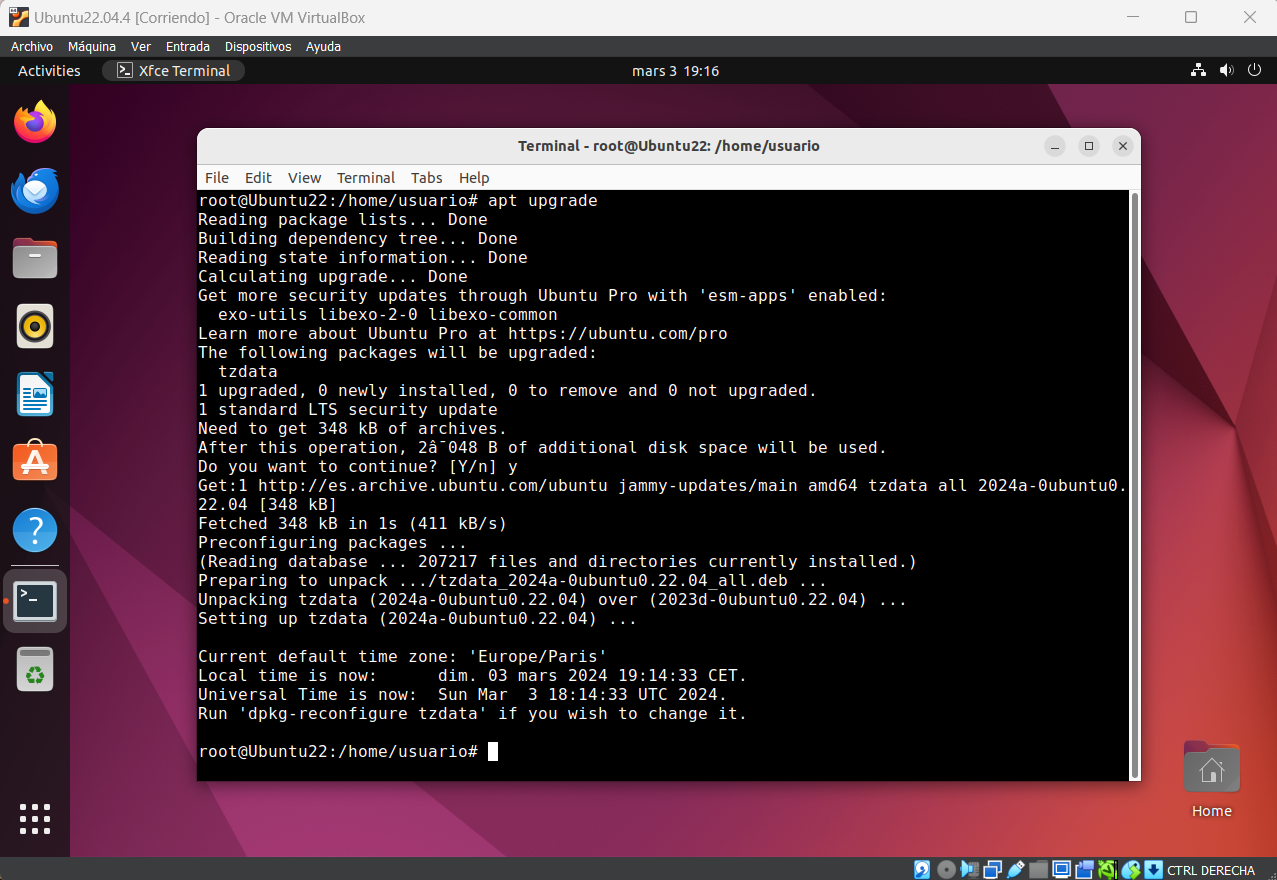 Ubuntu22.04.4 [Corriendo] - Oracle VM VirtualBox
Archivo Máquina Ver Entrada Dispositivos Ayuda
Activities Xfce Terminal mars 3 19:16
Terminal - root@Ubuntu22: /home/usuario
File Edit View Terminal Tabs Help
root@Ubuntu22:/home/usuario# apt upgrade
Reading package lists... Done
Building dependency tree... Done
Reading state information... Done
Calculating upgrade... Done
Get more security updates through Ubuntu Pro with 'esm-apps' enabled:
  exo-utils libexo-2-0 libexo-common
Learn more about Ubuntu Pro at https://ubuntu.com/pro
The following packages will be upgraded:
  tzdata
1 upgraded, 0 newly installed, 0 to remove and 0 not upgraded.
1 standard LTS security update
Need to get 348 kB of archives.
After this operation, 2â¯048 B of additional disk space will be used.
Do you want to continue? [Y/n] y
Get:1 http://es.archive.ubuntu.com/ubuntu jammy-updates/main amd64 tzdata all 2024a-0ubuntu0.
22.04 [348 kB]
Fetched 348 kB in 1s (411 kB/s)
Preconfiguring packages ...
(Reading database ... 207217 files and directories currently installed.)
Preparing to unpack .../tzdata_2024a-0ubuntu0.22.04_all.deb ...
Unpacking tzdata (2024a-0ubuntu0.22.04) over (2023d-0ubuntu0.22.04) ...
Setting up tzdata (2024a-0ubuntu0.22.04) ...
Current default time zone: 'Europe/Paris'
Local time is now:      dim. 03 mars 2024 19:14:33 CET.
Universal Time is now:  Sun Mar  3 18:14:33 UTC 2024.
Run 'dpkg-reconfigure tzdata' if you wish to change it.
root@Ubuntu22:/home/usuario#
Home
CTRL DERECHA